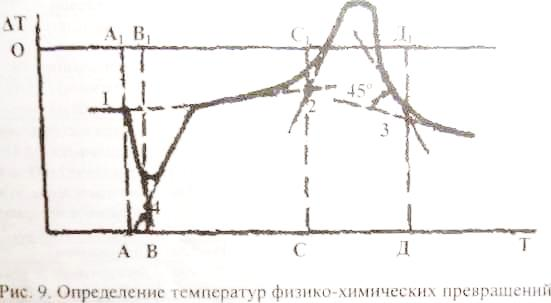 ΔT
A₁ B₁ C₁ Д₁
O
1
2
45°
3
4
A B C Д T
Рис. 9. Определение температур физико-химических превращений